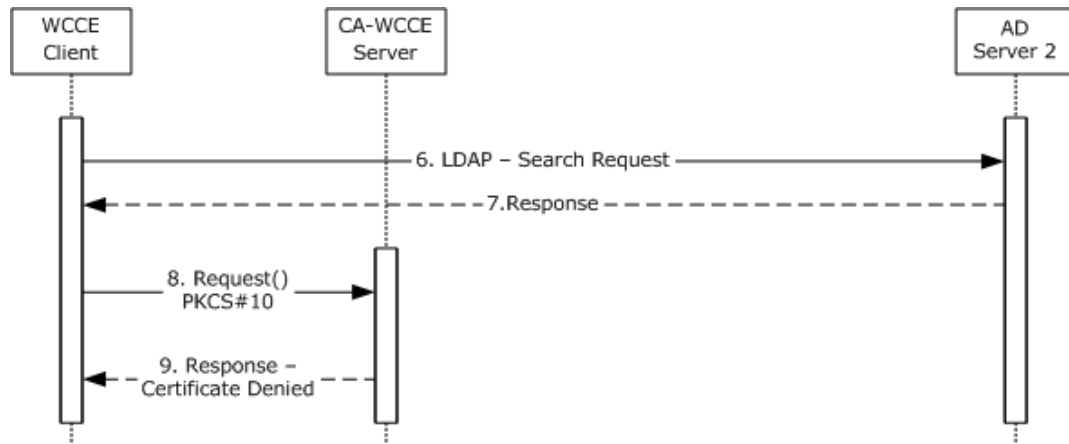 WCCE
Client
CA-WCCE
Server
AD
Server 2
6. LDAP – Search Request
7.Response
8. Request()
PKCS#10
9. Response –
Certificate Denied